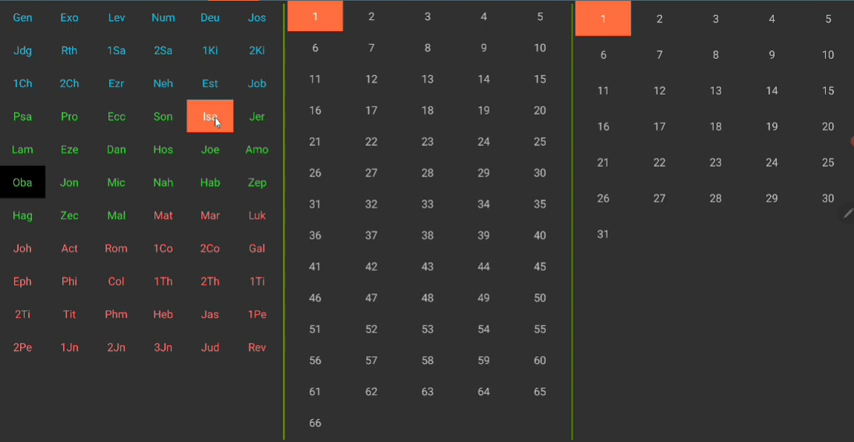 Gen Exo Lev Num Deu Jos
Jdg Rth 1Sa 2Sa 1Ki 2Ki
1Ch 2Ch Ezr Neh Est Job
Psa Pro Ecc Son Isa Jer
Lam Eze Dan Hos Joe Amo
Oba Jon Mic Nah Hab Zep
Hag Zec Mal Mat Mar Luk
Joh Act Rom 1Co 2Co Gal
Eph Phi Col 1Th 2Th 1Ti
2Ti Tit Phm Heb Jas 1Pe
2Pe 1Jn 2Jn 3Jn Jud Rev
1 2 3 4 5
6 7 8 9 10
11 12 13 14 15
16 17 18 19 20
21 22 23 24 25
26 27 28 29 30
31 32 33 34 35
36 37 38 39 40
41 42 43 44 45
46 47 48 49 50
51 52 53 54 55
56 57 58 59 60
61 62 63 64 65
66
1 2 3 4 5
6 7 8 9 10
11 12 13 14 15
16 17 18 19 20
21 22 23 24 25
26 27 28 29 30
31